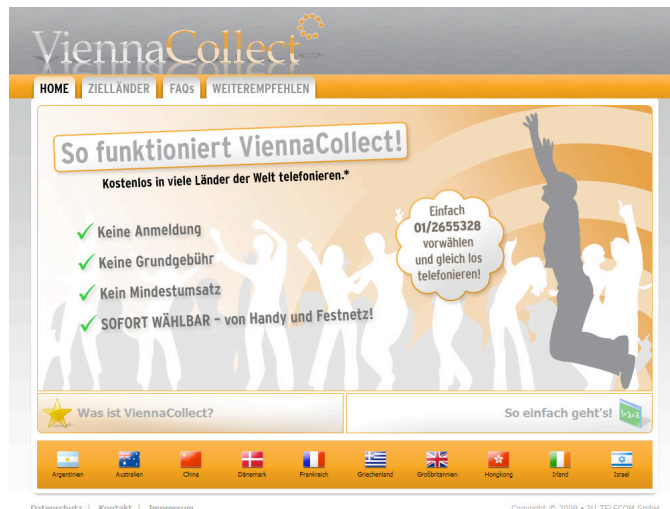 ViennaCollect
HOME ZIELLÄNDER FAQs WEITEREMPFEHLEN
So funktioniert ViennaCollect!
Kostenlos in viele Länder der Welt telefonieren.*
Keine Anmeldung
Keine Grundgebühr
Kein Mindestumsatz
SOFORT WÄHLBAR – von Handy und Festnetz!
Einfach
01/2655328
vorwählen
und gleich los
telefonieren!
Was ist ViennaCollect?
So einfach geht's!
1+2=3
Argentinien Australien China Dänemark Frankreich Griechenland Großbritannien Hongkong Irland Israel
Datenschutz | Kontakt | Impressum
Copyright © 2009 • 3U TELECOM GmbH